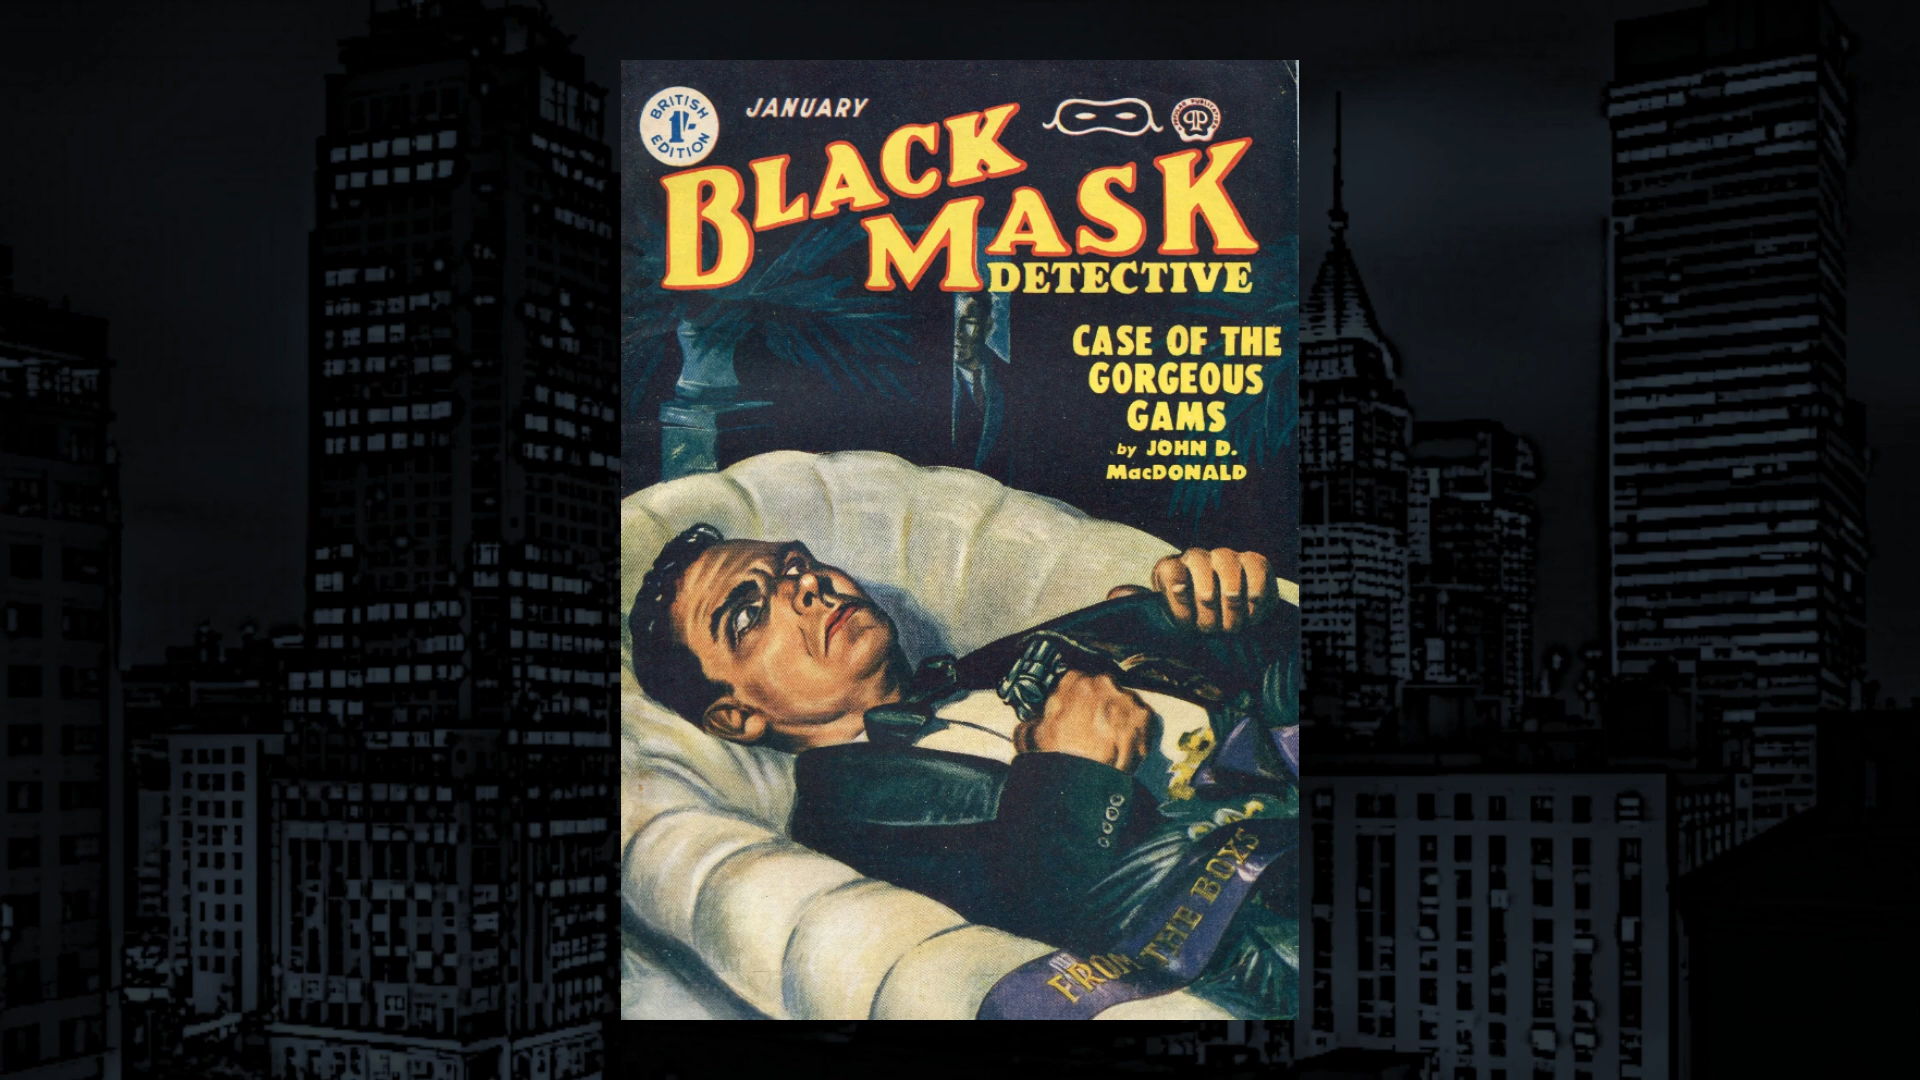 BRITISH
1/-
EDITION
JANUARY
BLACK
MASK
DETECTIVE
CASE OF THE
GORGEOUS
GAMS
by JOHN D.
MacDONALD
FROM THE BOYS